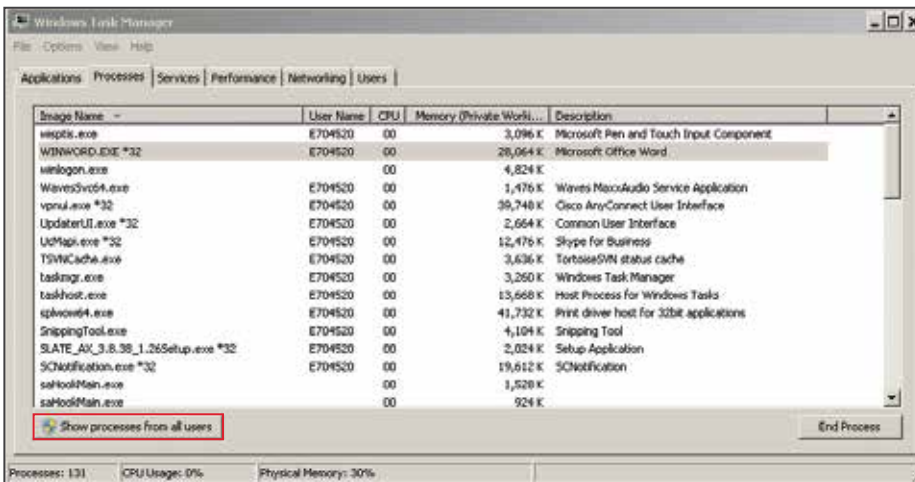 Windows Task Manager
File Options View Help
Applications Processes Services Performance Networking Users
Image Name User Name CPU Memory (Private Worki... Description
wisptis.exe E704520 00 3,096 K Microsoft Pen and Touch Input Component
WINWORD.EXE *32 E704520 00 28,064 K Microsoft Office Word
winlogon.exe 00 4,824 K
WavesSvc64.exe E704520 00 1,476 K Waves MaxxAudio Service Application
vpnui.exe *32 E704520 00 39,748 K Cisco AnyConnect User Interface
UpdaterUI.exe *32 E704520 00 2,664 K Common User Interface
UcMapi.exe *32 E704520 00 12,476 K Skype for Business
TSVNCache.exe E704520 00 3,636 K TortoiseSVN status cache
taskmgr.exe E704520 00 3,260 K Windows Task Manager
taskhost.exe E704520 00 13,668 K Host Process for Windows Tasks
splwow64.exe E704520 00 41,732 K Print driver host for 32bit applications
SnippingTool.exe E704520 00 4,104 K Snipping Tool
SLATE_AX_3.8.38_1.26Setup.exe *32 E704520 00 2,024 K Setup Application
SCNotification.exe *32 E704520 00 19,612 K SCNotification
saHookMain.exe 00 1,528 K
saHookMain.exe 00 924 K
Show processes from all users End Process
Processes: 131 CPU Usage: 0% Physical Memory: 30%